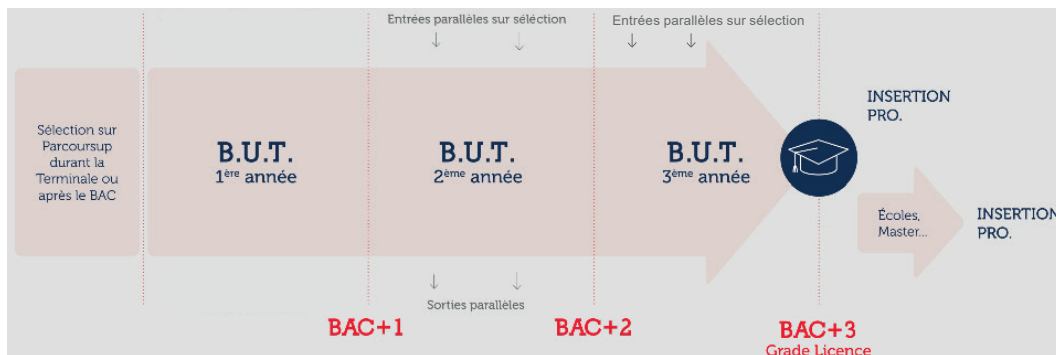 Entrées parallèles sur séléction
Entrées parallèles sur sélection
Sélection sur
Parcoursup
durant la
Terminale ou
après le BAC
B.U.T.
1ère année
B.U.T.
2ème année
B.U.T.
3ème année
INSERTION
PRO.
Écoles,
Master...
INSERTION
PRO.
Sorties parallèles
BAC+1
BAC+2
BAC+3
Grade Licence